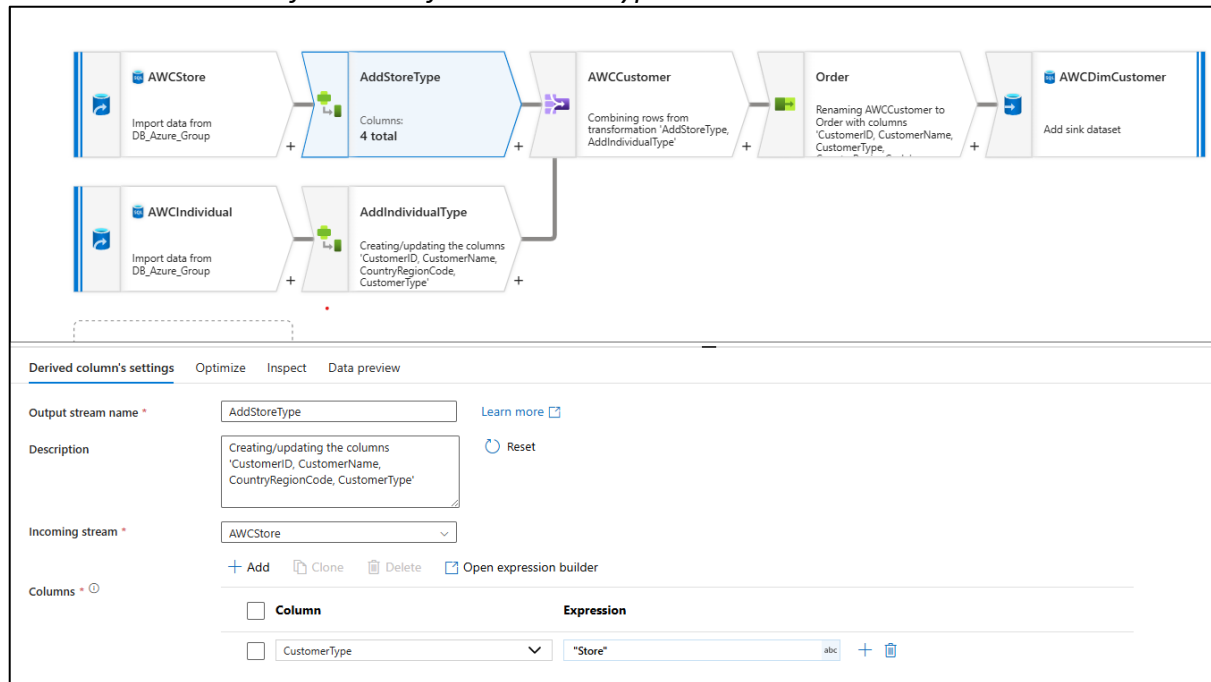 AWCStore
Import data from
DB_Azure_Group
+
AddStoreType
Columns:
4 total
+
AWCCustomer
Combining rows from
transformation 'AddStoreType,
AddIndividualType'
+
Order
Renaming AWCCustomer to
Order with columns
'CustomerID, CustomerName,
CustomerType,
+
AWCDimCustomer
Add sink dataset
AWCIndividual
Import data from
DB_Azure_Group
+
AddIndividualType
Creating/updating the columns
'CustomerID, CustomerName,
CountryRegionCode,
CustomerType'
+
Derived column's settings Optimize Inspect Data preview
Output stream name * AddStoreType Learn more
Description Creating/updating the columns
'CustomerID, CustomerName,
CountryRegionCode, CustomerType'
Reset
Incoming stream * AWCStore
+ Add Clone Delete Open expression builder
Columns *
Column Expression
CustomerType "Store" abc +